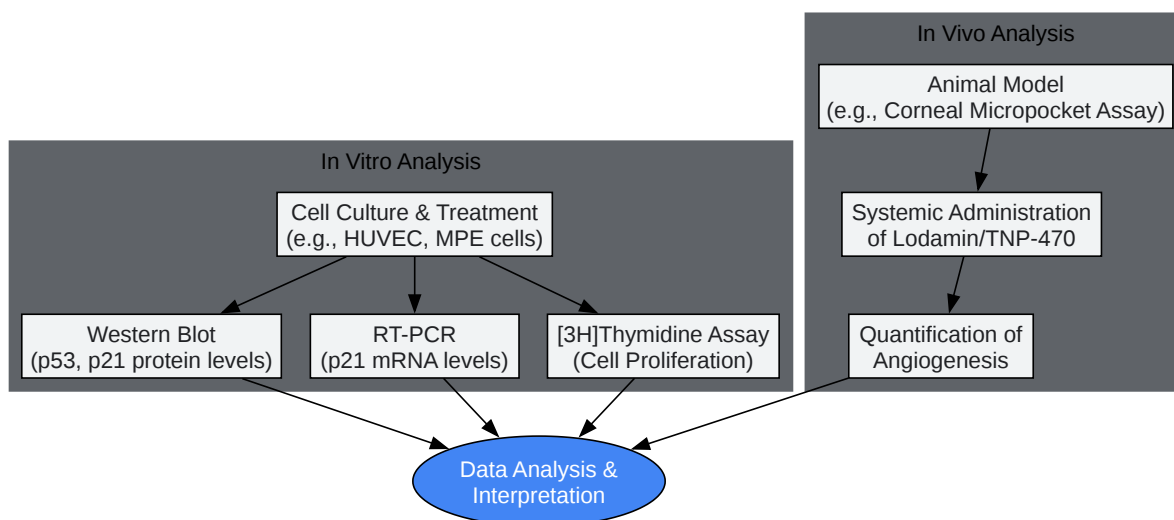 In Vitro Analysis
Cell Culture & Treatment
(e.g., HUVEC, MPE cells)
Western Blot
(p53, p21 protein levels)
RT-PCR
(p21 mRNA levels)
[3H]Thymidine Assay
(Cell Proliferation)
In Vivo Analysis
Animal Model
(e.g., Corneal Micropocket Assay)
Systemic Administration
of Lodamin/TNP-470
Quantification of
Angiogenesis
Data Analysis &
Interpretation